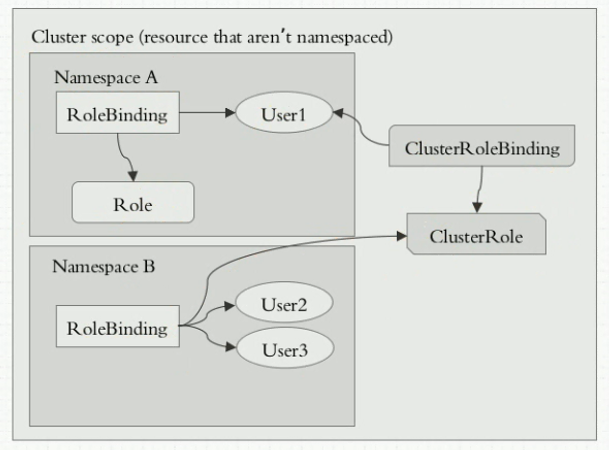 Cluster scope (resource that aren't namespaced)
Namespace A
RoleBinding
User1
ClusterRoleBinding
Role
ClusterRole
Namespace B
User2
RoleBinding
User3